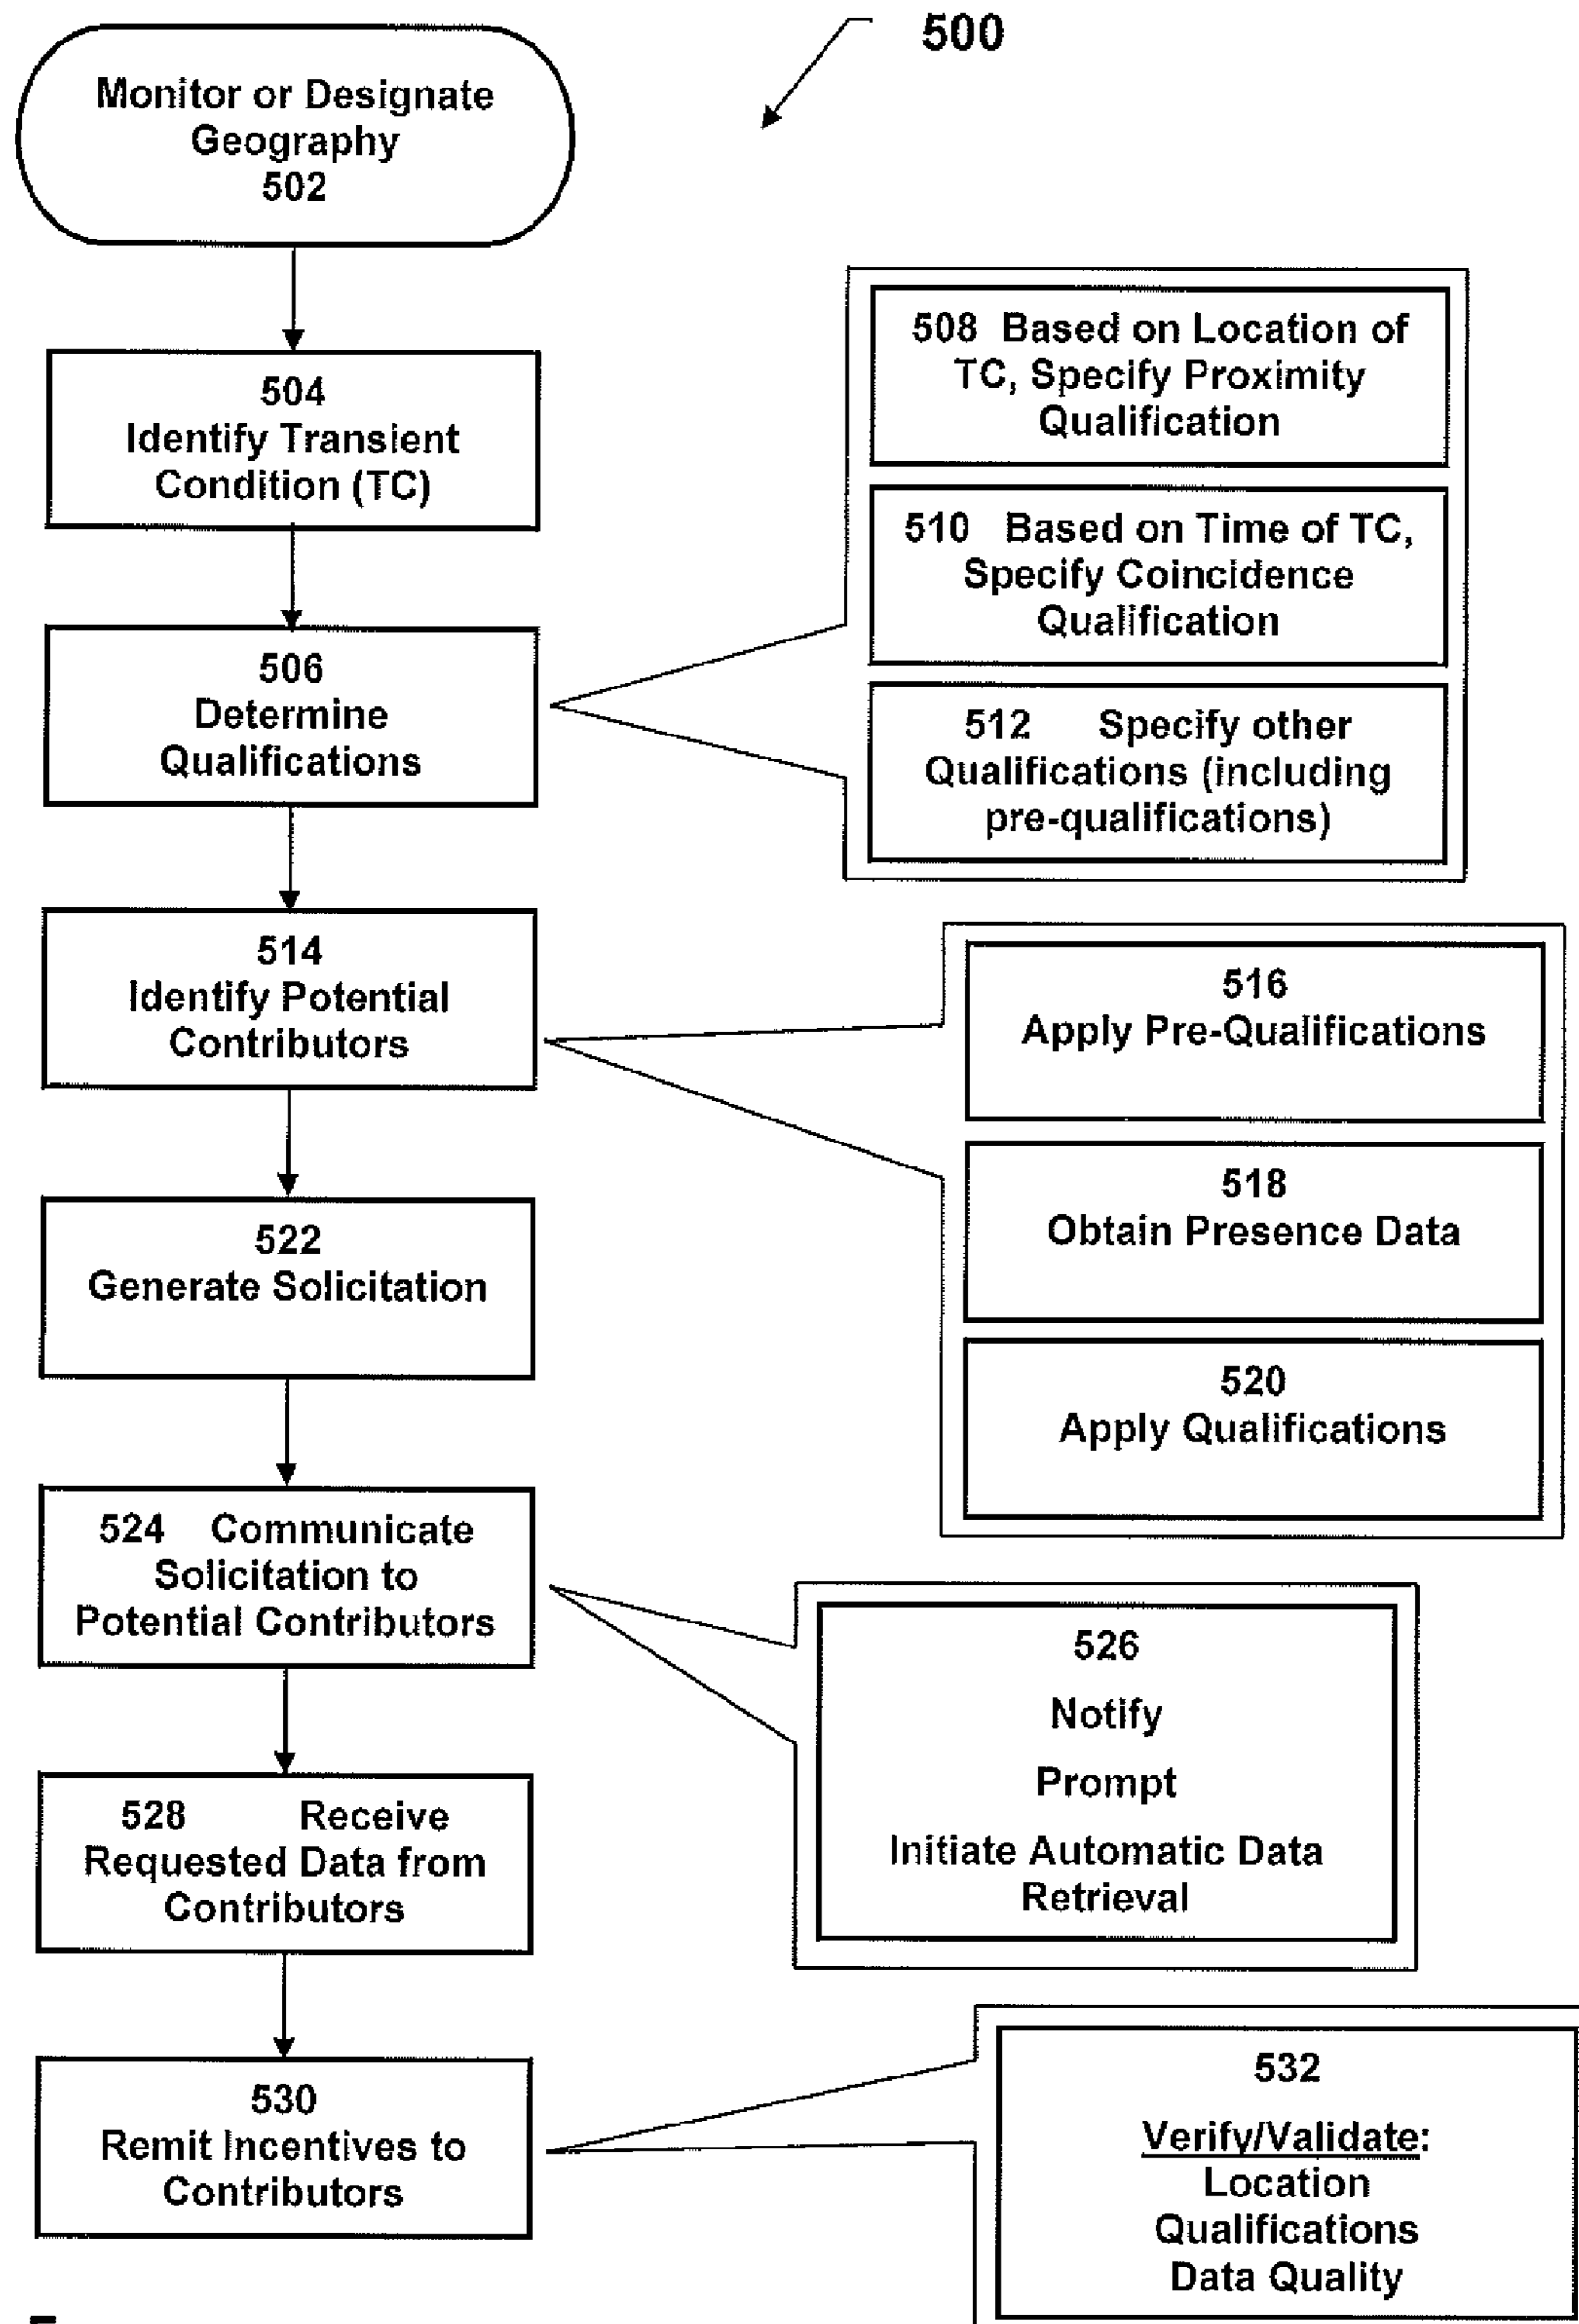 500
Monitor or Designate
Geography
502
504
Identify Transient
Condition (TC)
506
Determine
Qualifications
508 Based on Location of
TC, Specify Proximity
Qualification
510 Based on Time of TC,
Specify Coincidence
Qualification
512 Specify other
Qualifications (including
pre-qualifications)
514
Identify Potential
Contributors
516
Apply Pre-Qualifications
518
Obtain Presence Data
520
Apply Qualifications
522
Generate Solicitation
524 Communicate
Solicitation to
Potential Contributors
526
Notify
Prompt
Initiate Automatic Data
Retrieval
528 Receive
Requested Data from
Contributors
530
Remit Incentives to
Contributors
532
Verify/Validate:
Location
Qualifications
Data Quality